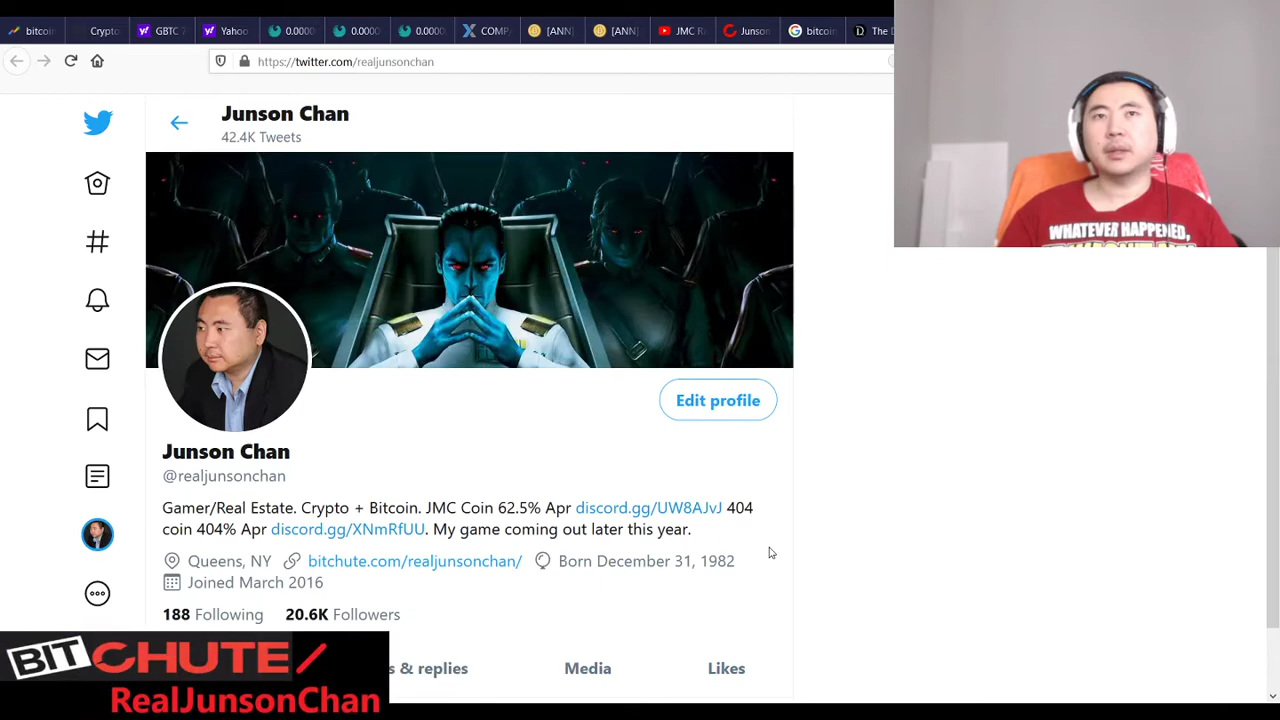 bitcoin
Crypto
GBTC
Yahoo
0.0000
0.0000
0.0000
COMP
[ANN]
[ANN]
JMC R
Junson
bitcoin
The D
https://twitter.com/realjunsonchan
Junson Chan
42.4K Tweets
WHATEVER HAPPENED,
Edit profile
Junson Chan
@realjunsonchan
Gamer/Real Estate. Crypto + Bitcoin. JMC Coin 62.5% Apr discord.gg/UW8AJvJ 404
coin 404% Apr discord.gg/XNmRfUU. My game coming out later this year.
Queens, NY bitchute.com/realjunsonchan/ Born December 31, 1982
Joined March 2016
188 Following 20.6K Followers
s & replies Media Likes
BITCHUTE/
RealJunsonChan